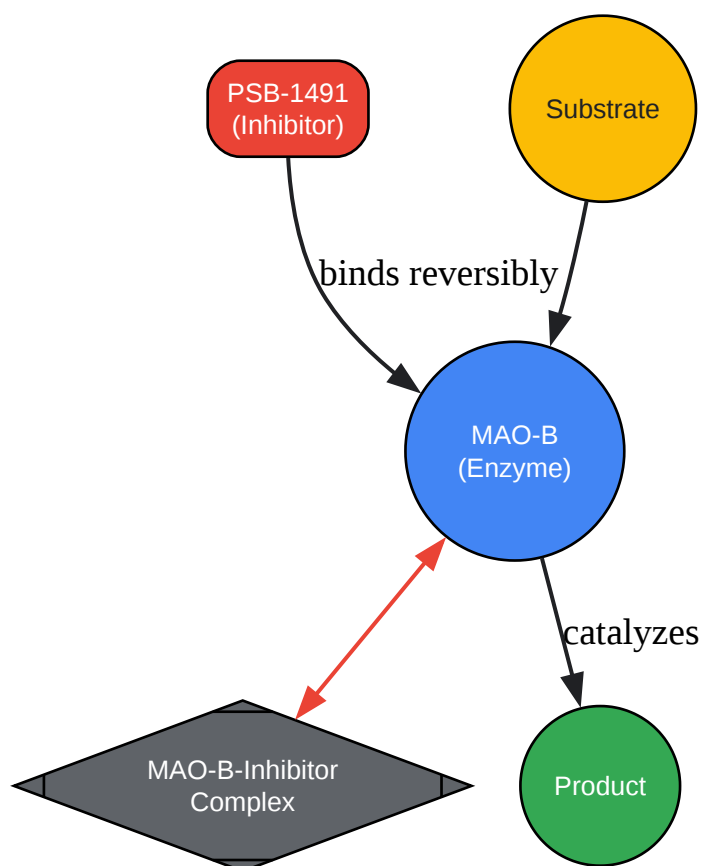 PSB-1491
(Inhibitor)
Substrate
binds reversibly
MAO-B
(Enzyme)
catalyzes
MAO-B-Inhibitor
Complex
Product